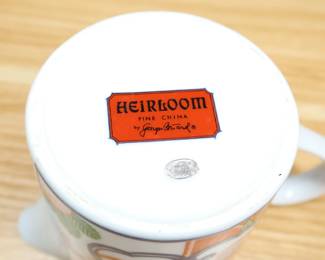 HEIRLOOM
FINE CHINA
by George Briard ®